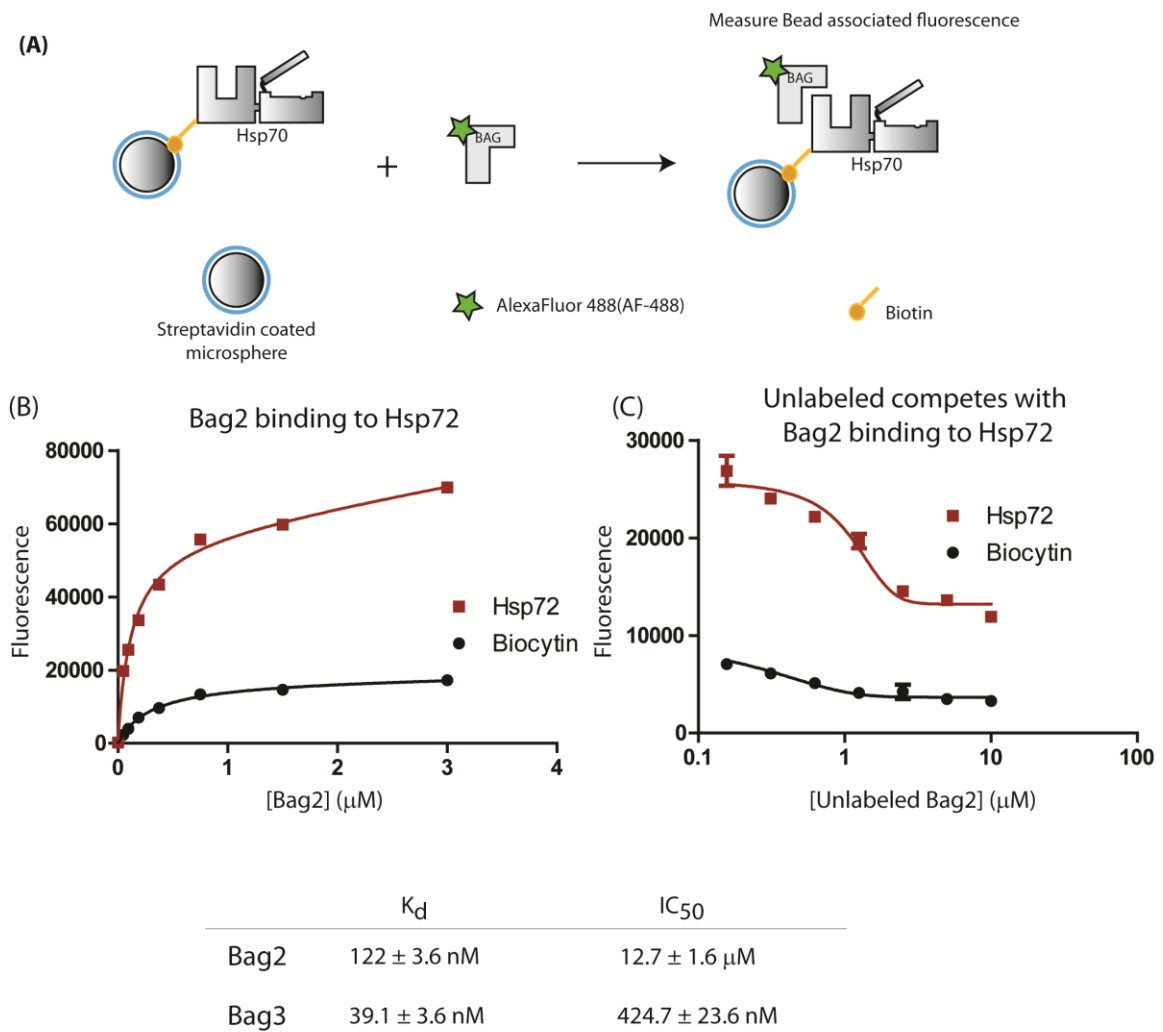 Measure Bead associated fluorescence
(A)
BAG
Hsp70
+
BAG
Hsp70
Streptavidin coated
microsphere
AlexaFluor 488(AF-488)
Biotin
(B)
Bag2 binding to Hsp72
80000
60000
40000
20000
0
Fluorescence
Hsp72
Biocytin
0 1 2 3 4
[Bag2] (μM)
(C)
Unlabeled competes with
Bag2 binding to Hsp72
30000
20000
10000
0
Fluorescence
Hsp72
Biocytin
0.1 1 10 100
[Unlabeled Bag2] (μM)
Kd IC50
Bag2 122 ± 3.6 nM 12.7 ± 1.6 μM
Bag3 39.1 ± 3.6 nM 424.7 ± 23.6 nM